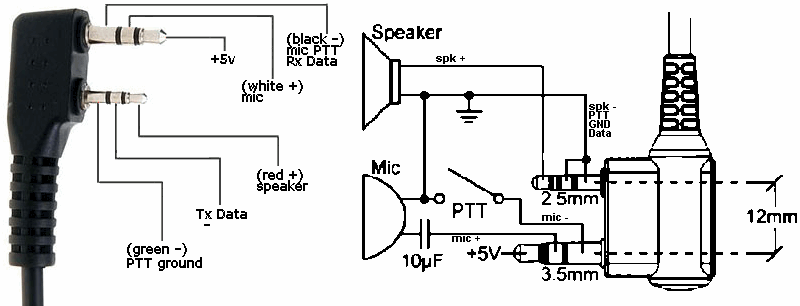 +5v
(black -)
mic PTT
Rx Data
(white +)
mic
(red +)
speaker
Tx Data
-
(green -)
PTT ground
Speaker
spk +
spk -
PTT
GND
Data
Mic
PTT
mic -
mic +
10µF
+5V
2.5mm
3.5mm
12mm